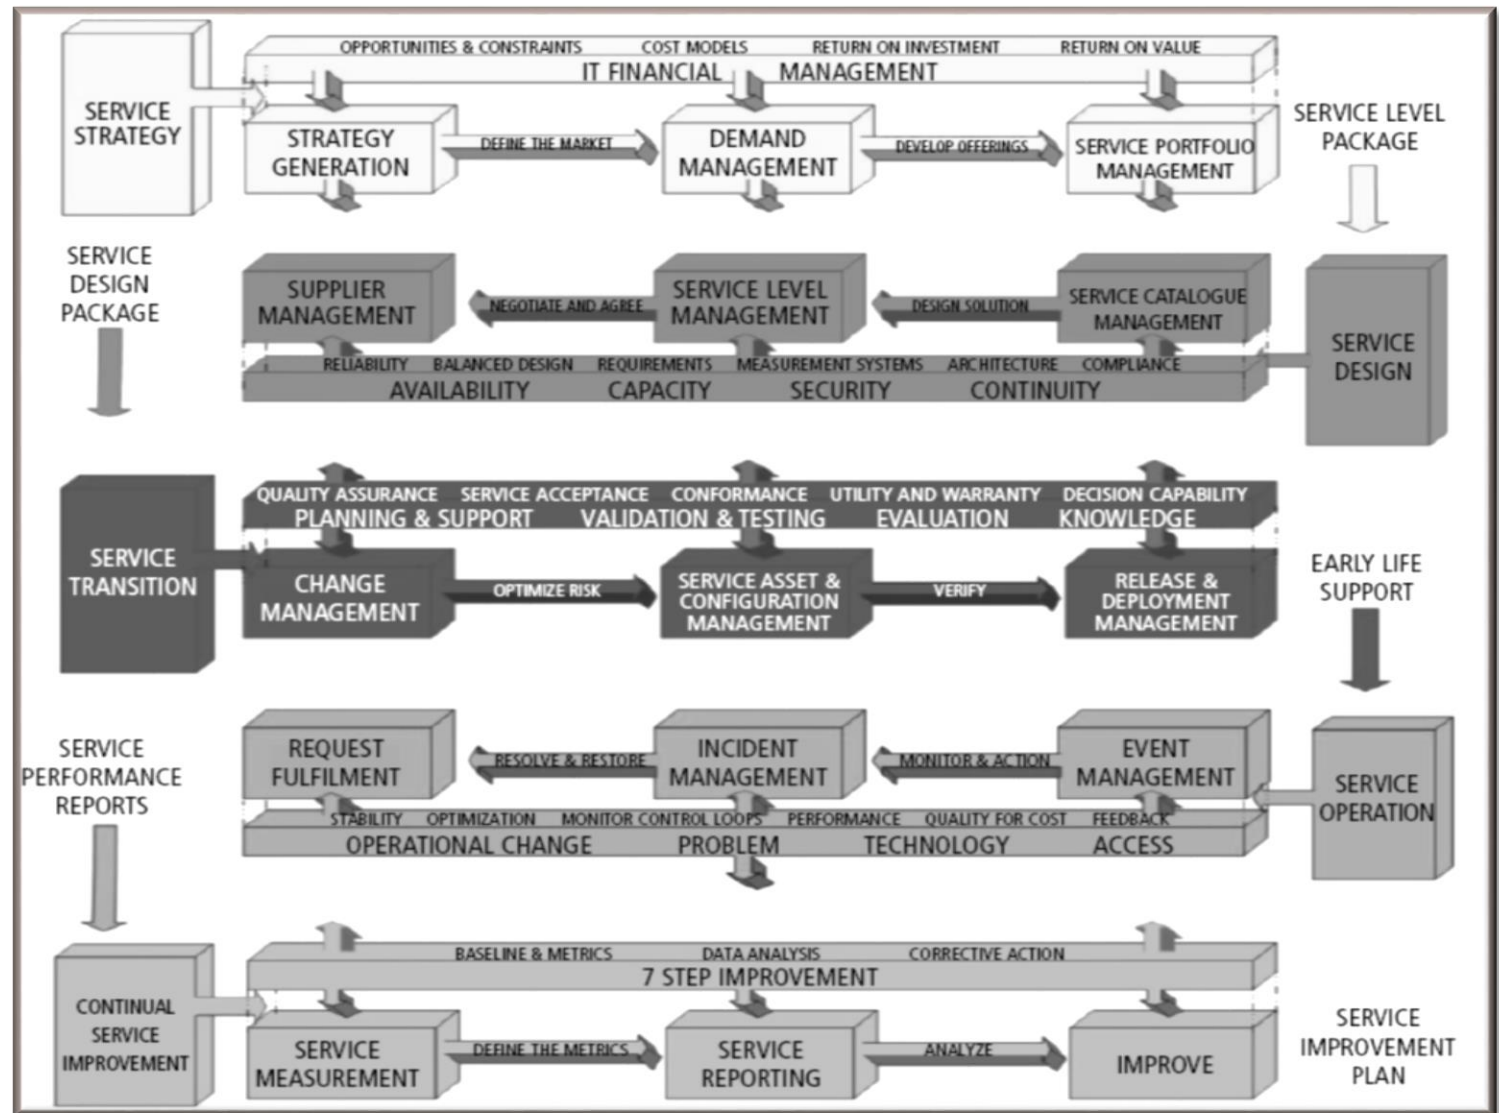 OPPORTUNITIES & CONSTRAINTS COST MODELS RETURN ON INVESTMENT RETURN ON VALUE
IT FINANCIAL MANAGEMENT
SERVICE
STRATEGY
STRATEGY
GENERATION
DEFINE THE MARKET
DEMAND
MANAGEMENT
DEVELOP OFFERINGS
SERVICE PORTFOLIO
MANAGEMENT
SERVICE LEVEL
PACKAGE
SERVICE
DESIGN
PACKAGE
SUPPLIER
MANAGEMENT
NEGOTIATE AND AGREE
SERVICE LEVEL
MANAGEMENT
DESIGN SOLUTION
SERVICE CATALOGUE
MANAGEMENT
SERVICE
DESIGN
RELIABILITY BALANCED DESIGN REQUIREMENTS MEASUREMENT SYSTEMS ARCHITECTURE COMPLIANCE
AVAILABILITY CAPACITY SECURITY CONTINUITY
QUALITY ASSURANCE SERVICE ACCEPTANCE CONFORMANCE UTILITY AND WARRANTY DECISION CAPABILITY
PLANNING & SUPPORT VALIDATION & TESTING EVALUATION KNOWLEDGE
SERVICE
TRANSITION
CHANGE
MANAGEMENT
OPTIMIZE RISK
SERVICE ASSET &
CONFIGURATION
MANAGEMENT
VERIFY
RELEASE &
DEPLOYMENT
MANAGEMENT
EARLY LIFE
SUPPORT
SERVICE
PERFORMANCE
REPORTS
REQUEST
FULFILMENT
RESOLVE & RESTORE
INCIDENT
MANAGEMENT
MONITOR & ACTION
EVENT
MANAGEMENT
SERVICE
OPERATION
STABILITY OPTIMIZATION MONITOR CONTROL LOOPS PERFORMANCE QUALITY FOR COST FEEDBACK
OPERATIONAL CHANGE PROBLEM TECHNOLOGY ACCESS
BASELINE & METRICS DATA ANALYSIS CORRECTIVE ACTION
7 STEP IMPROVEMENT
CONTINUAL
SERVICE
IMPROVEMENT
SERVICE
MEASUREMENT
DEFINE THE METRICS
SERVICE
REPORTING
ANALYZE
IMPROVE
SERVICE
IMPROVEMENT
PLAN